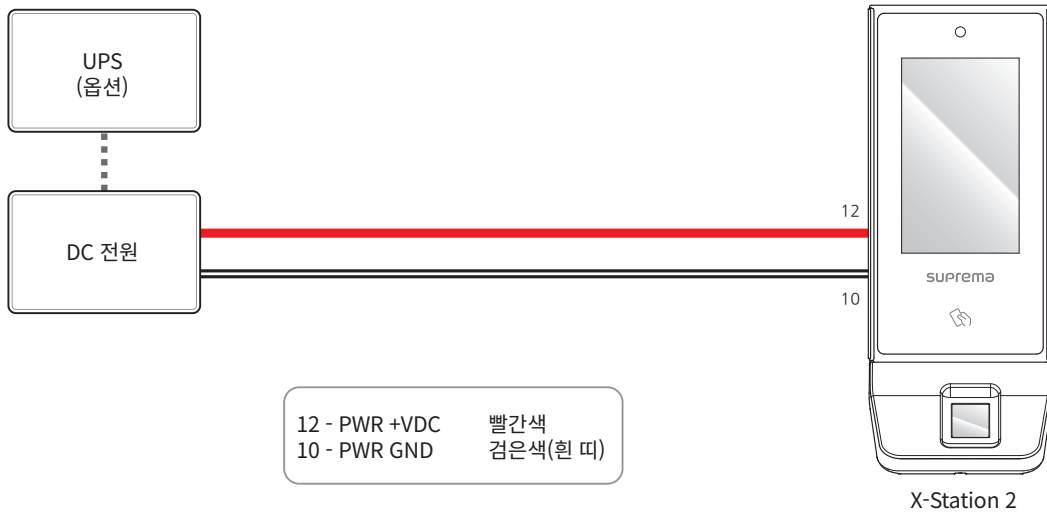 UPS
(옵션)
DC 전원
12
10
suprema
12 - PWR +VDC 빨간색
10 - PWR GND 검은색(흰 띠)
X-Station 2